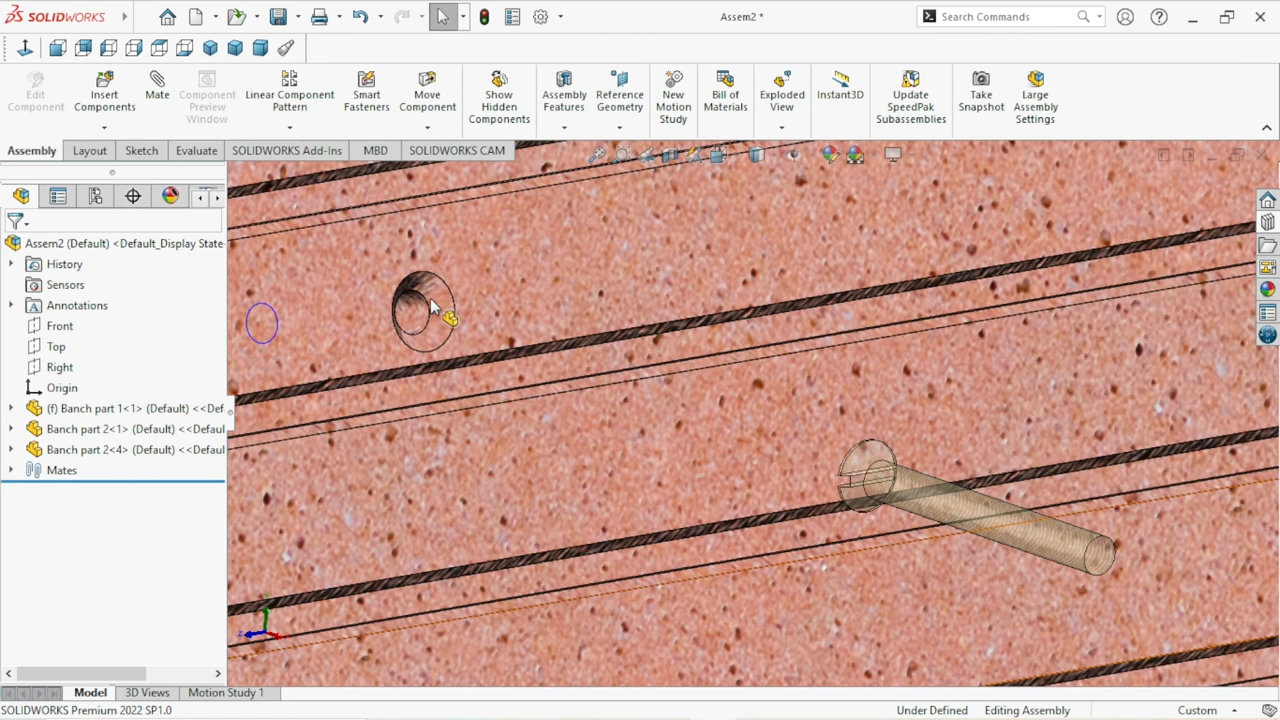 SOLIDWORKS
Assem2 *
Search Commands
Edit Component
Insert Components
Mate
Component Preview Window
Linear Component Pattern
Smart Fasteners
Move Component
Show Hidden Components
Assembly Features
Reference Geometry
New Motion Study
Bill of Materials
Exploded View
Instant3D
Update SpeedPak Subassemblies
Take Snapshot
Large Assembly Settings
Assembly
Layout
Sketch
Evaluate
SOLIDWORKS Add-Ins
MBD
SOLIDWORKS CAM
Assem2 (Default) <Default_Display State
History
Sensors
Annotations
Front
Top
Right
Origin
(f) Banch part 1<1> (Default) <<Def
Banch part 2<1> (Default) <<Defaul
Banch part 2<4> (Default) <<Defaul
Mates
Model
3D Views
Motion Study 1
SOLIDWORKS Premium 2022 SP1.0
Under Defined
Editing Assembly
Custom